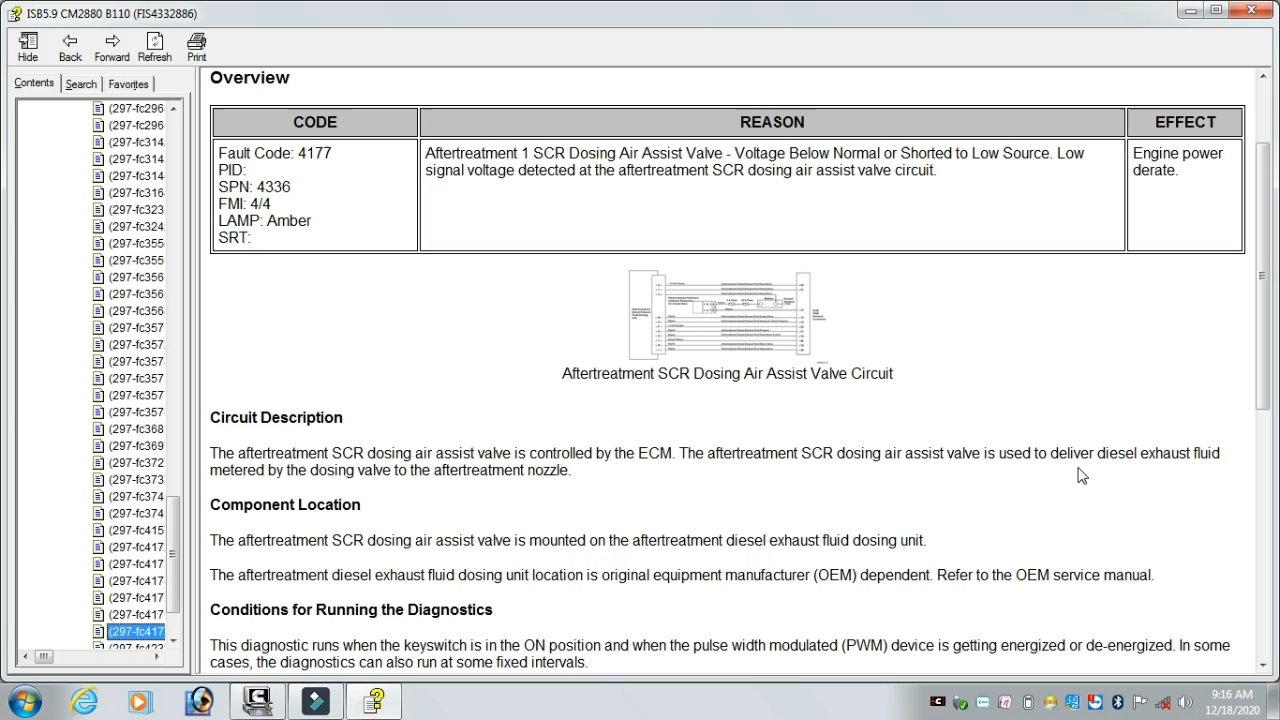 ISB5.9 CM2880 B110 (FIS4332886)
Hide
Back
Forward
Refresh
Print
Contents
Search
Favorites
(297-fc296
(297-fc296
(297-fc314
(297-fc314
(297-fc314
(297-fc316
(297-fc323
(297-fc324
(297-fc355
(297-fc355
(297-fc356
(297-fc356
(297-fc356
(297-fc357
(297-fc357
(297-fc357
(297-fc357
(297-fc357
(297-fc357
(297-fc368
(297-fc369
(297-fc372
(297-fc373
(297-fc374
(297-fc374
(297-fc415
(297-fc417
(297-fc417
(297-fc417
(297-fc417
(297-fc417
(297-fc417
Overview
CODE
REASON
EFFECT
Fault Code: 4177
PID:
SPN: 4336
FMI: 4/4
LAMP: Amber
SRT:
Aftertreatment 1 SCR Dosing Air Assist Valve - Voltage Below Normal or Shorted to Low Source. Low
signal voltage detected at the aftertreatment SCR dosing air assist valve circuit.
Engine power
derate.
Aftertreatment SCR Dosing Air Assist Valve Circuit
Circuit Description
The aftertreatment SCR dosing air assist valve is controlled by the ECM. The aftertreatment SCR dosing air assist valve is used to deliver diesel exhaust fluid
metered by the dosing valve to the aftertreatment nozzle.
Component Location
The aftertreatment SCR dosing air assist valve is mounted on the aftertreatment diesel exhaust fluid dosing unit.
The aftertreatment diesel exhaust fluid dosing unit location is original equipment manufacturer (OEM) dependent. Refer to the OEM service manual.
Conditions for Running the Diagnostics
This diagnostic runs when the keyswitch is in the ON position and when the pulse width modulated (PWM) device is getting energized or de-energized. In some
cases, the diagnostics can also run at some fixed intervals.
9:16 AM
12/18/2020